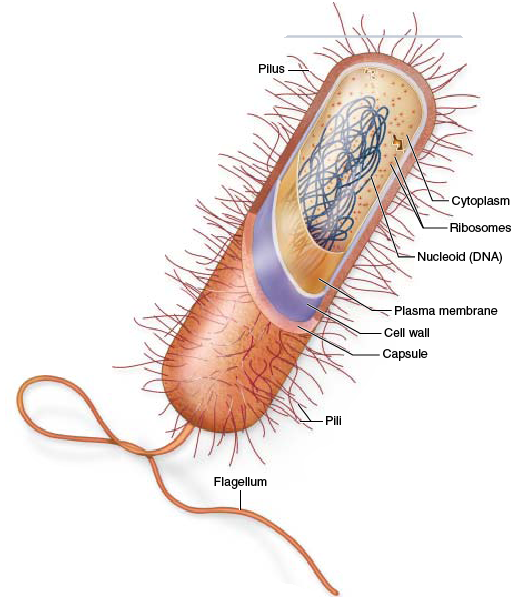 Pilus
Cytoplasm
Ribosomes
Nucleoid (DNA)
Plasma membrane
Cell wall
Capsule
Pili
Flagellum